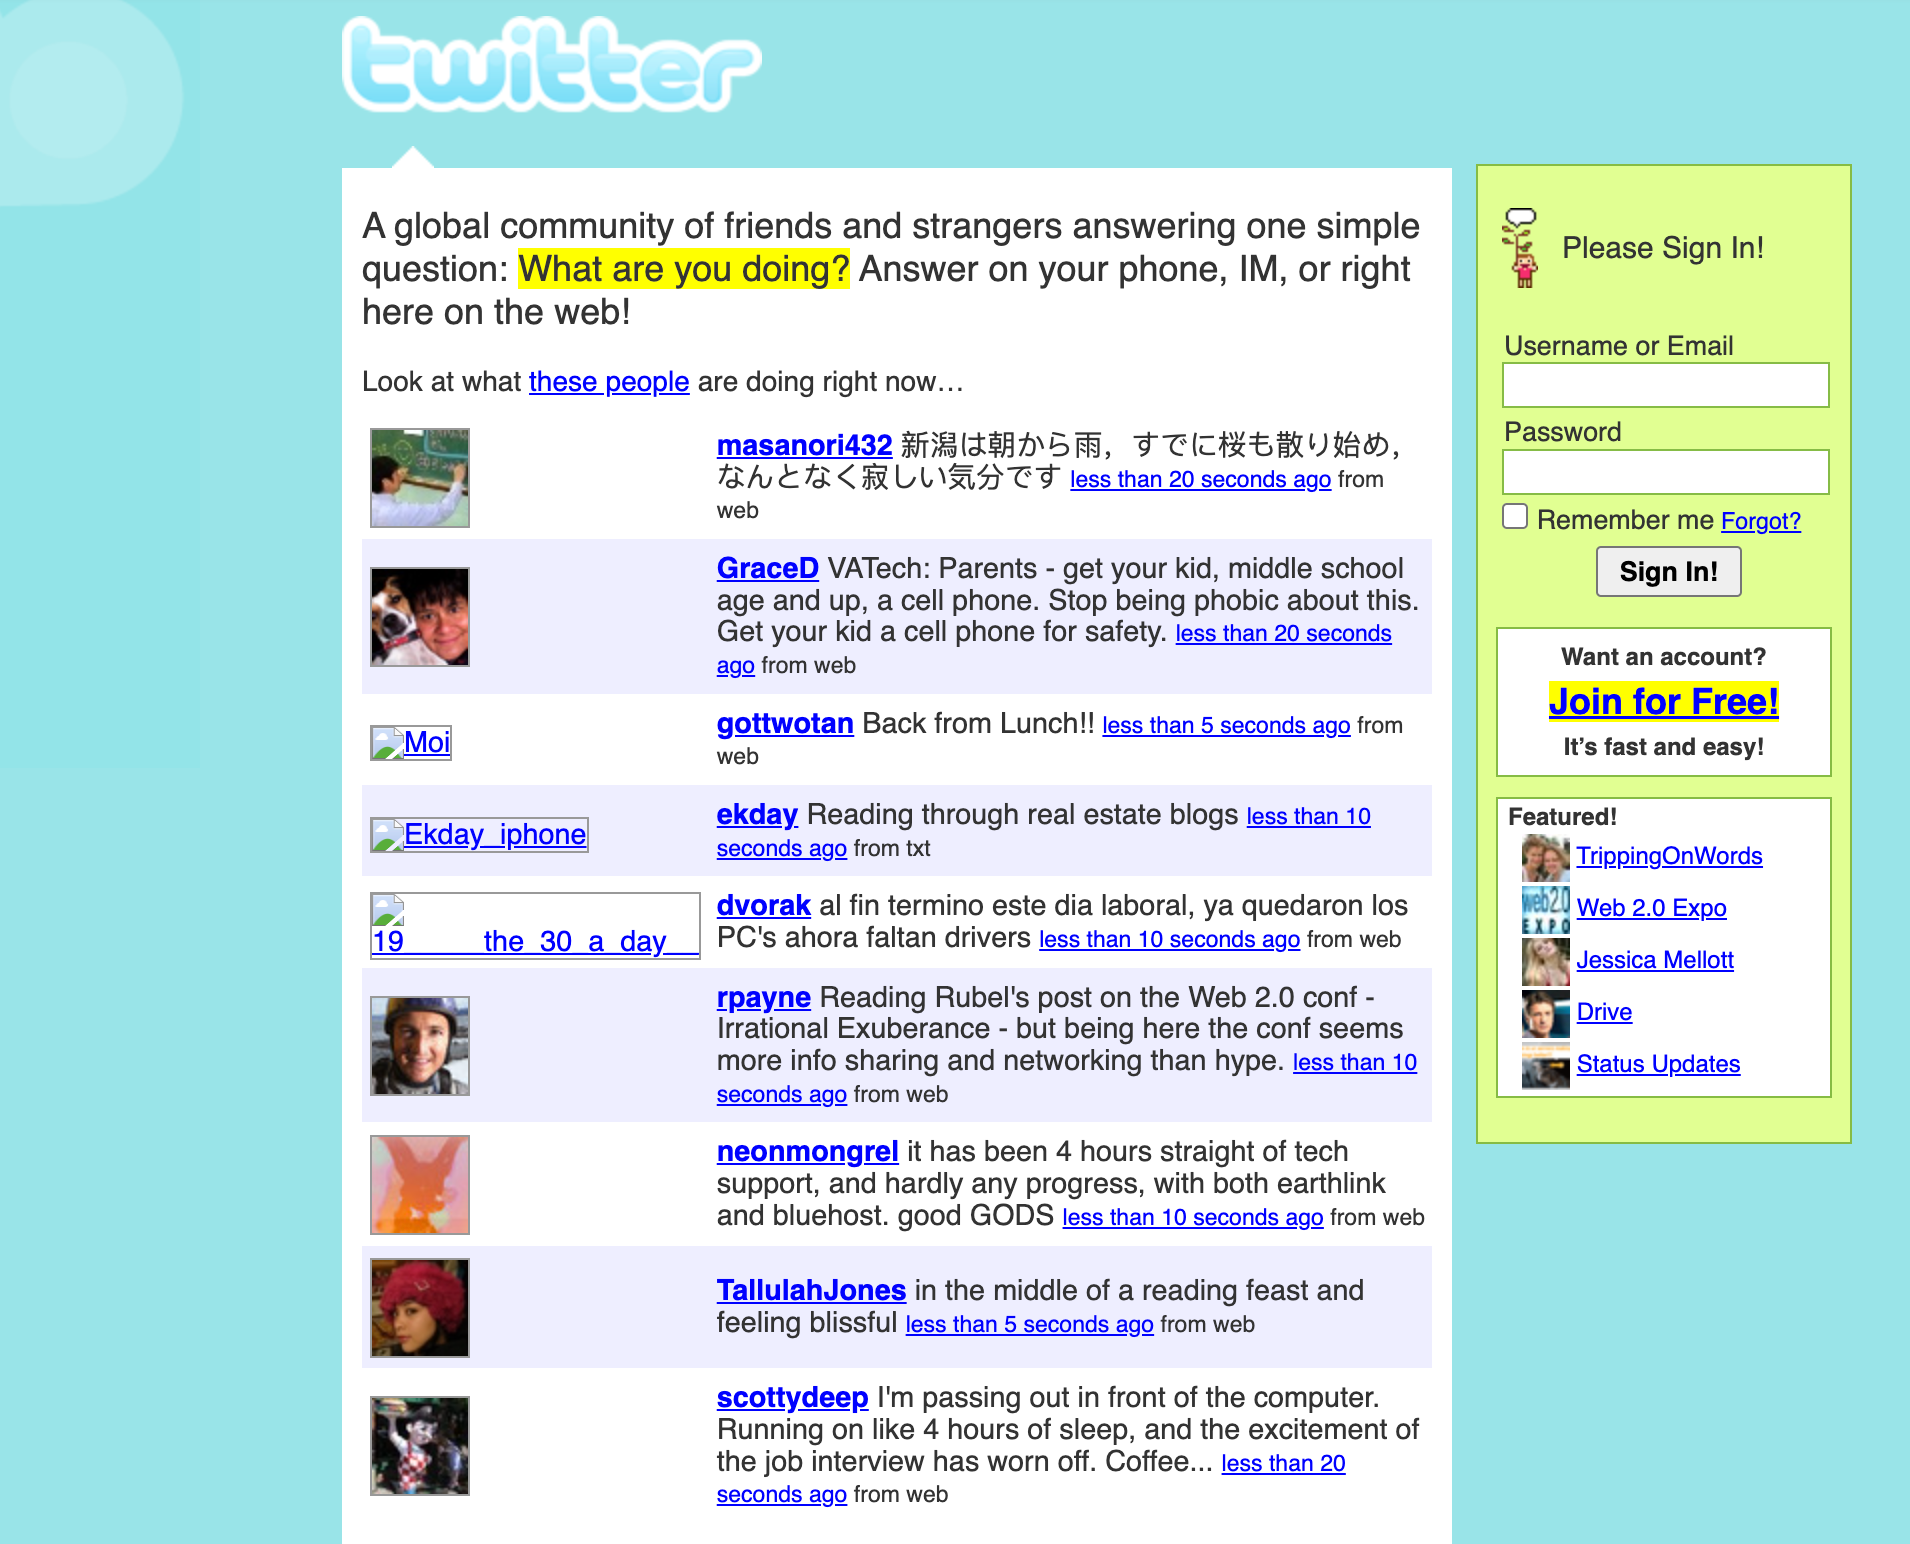 twitter
A global community of friends and strangers answering one simple
question: What are you doing? Answer on your phone, IM, or right
here on the web!
Look at what these people are doing right now…
masanori432 新潟は朝から雨，すでに桜も散り始め，
なんとなく寂しい気分です less than 20 seconds ago from
web
GraceD VATech: Parents - get your kid, middle school
age and up, a cell phone. Stop being phobic about this.
Get your kid a cell phone for safety. less than 20 seconds
ago from web
Moi
gottwotan Back from Lunch!! less than 5 seconds ago from
web
Ekday_iphone
ekday Reading through real estate blogs less than 10
seconds ago from txt
19_____the_30_a_day__
dvorak al fin termino este dia laboral, ya quedaron los
PC's ahora faltan drivers less than 10 seconds ago from web
rpayne Reading Rubel's post on the Web 2.0 conf -
Irrational Exuberance - but being here the conf seems
more info sharing and networking than hype. less than 10
seconds ago from web
neonmongrel it has been 4 hours straight of tech
support, and hardly any progress, with both earthlink
and bluehost. good GODS less than 10 seconds ago from web
TallulahJones in the middle of a reading feast and
feeling blissful less than 5 seconds ago from web
scottydeep I'm passing out in front of the computer.
Running on like 4 hours of sleep, and the excitement of
the job interview has worn off. Coffee... less than 20
seconds ago from web
Please Sign In!
Username or Email
Password
Remember me Forgot?
Sign In!
Want an account?
Join for Free!
It’s fast and easy!
Featured!
TrippingOnWords
web2.0
EXPO
Web 2.0 Expo
Jessica Mellott
Drive
Status Updates